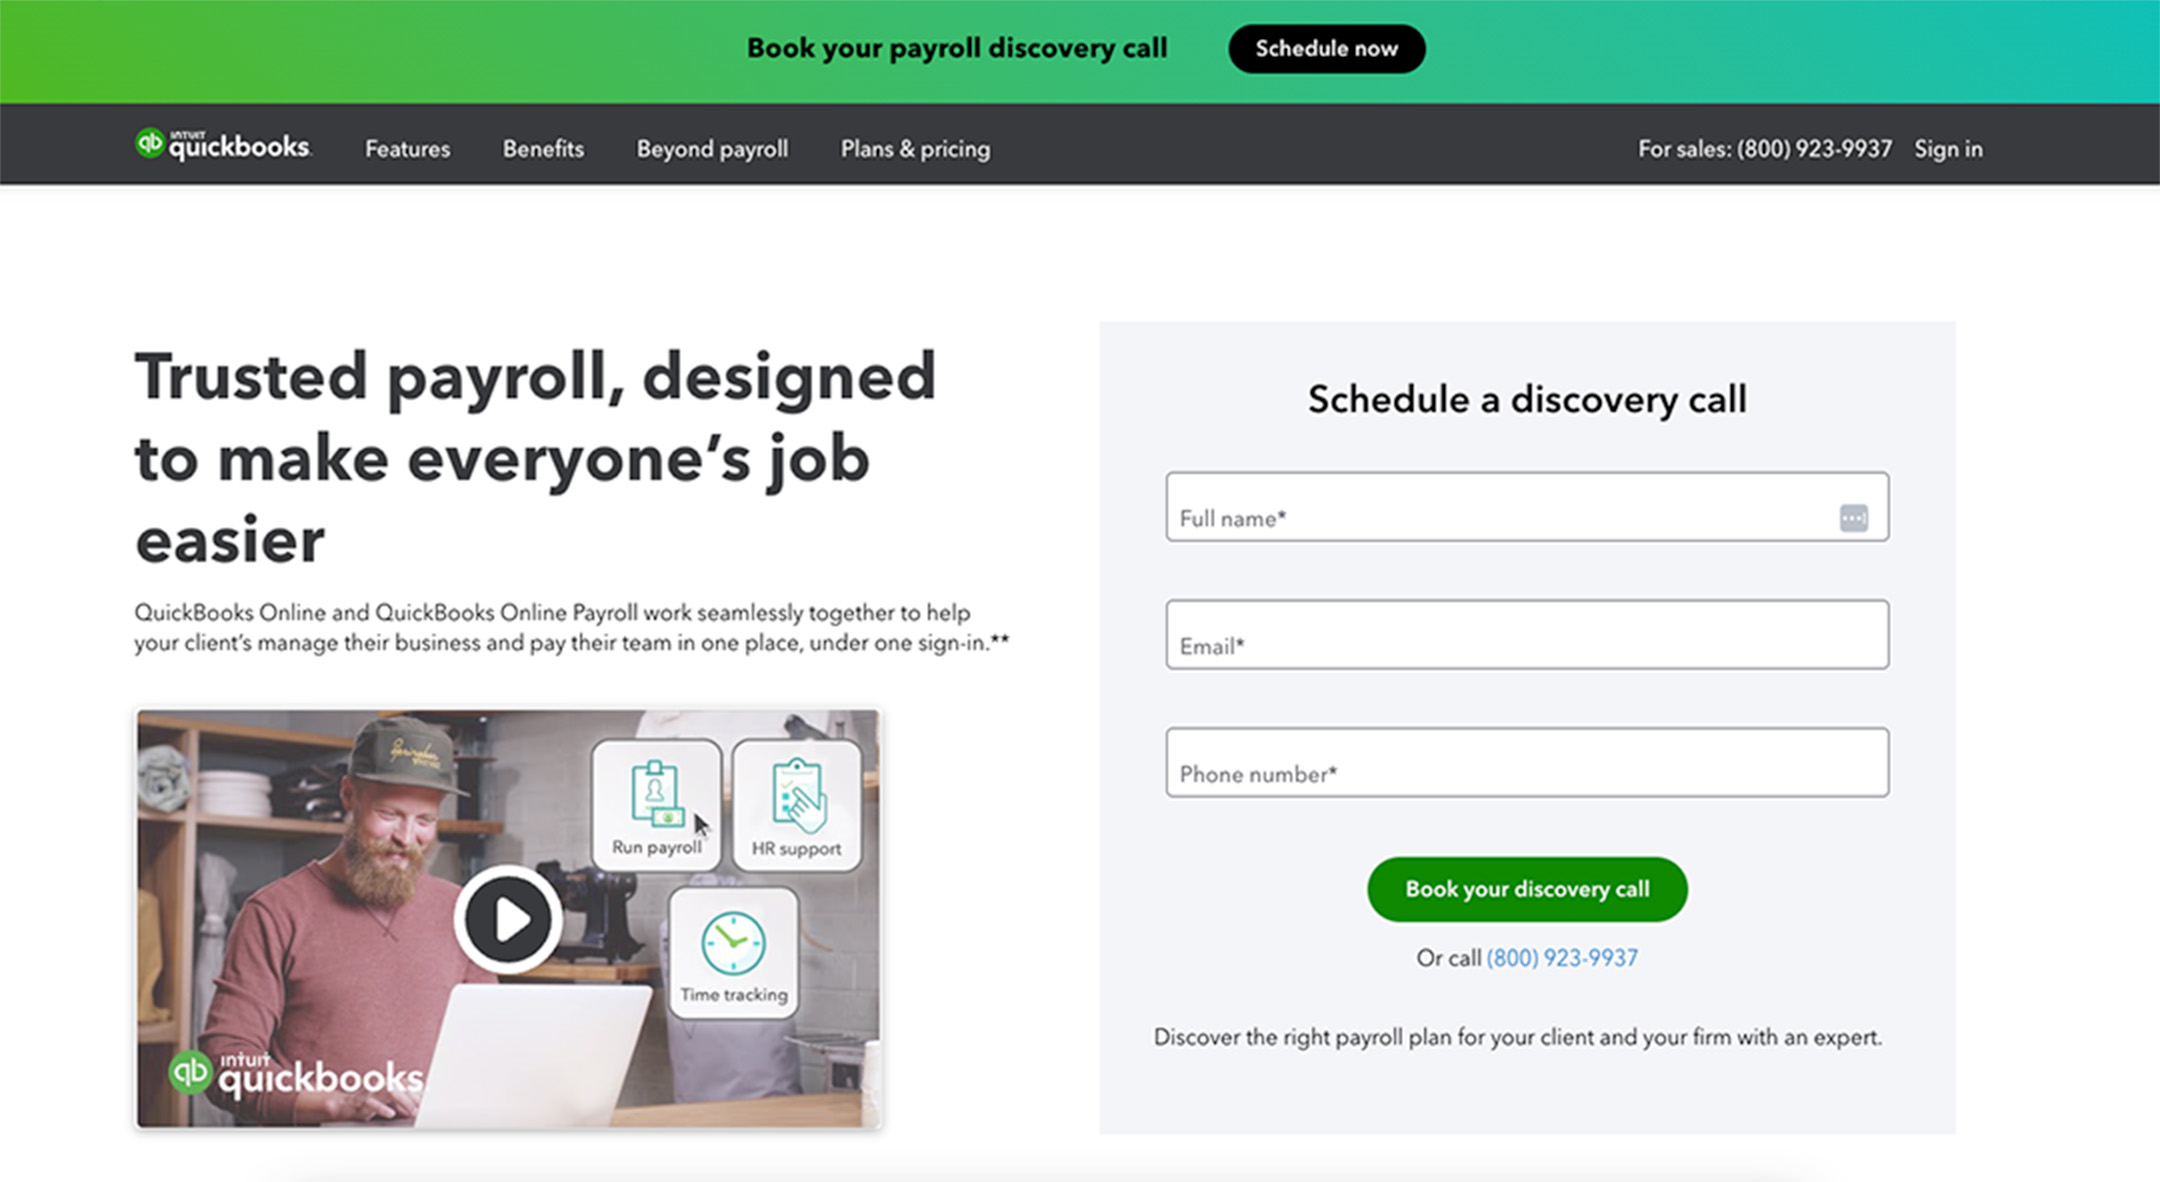 Book your payroll discovery call
Schedule now
INTUIT
quickbooks.
Features
Benefits
Beyond payroll
Plans & pricing
For sales: (800) 923-9937
Sign in
Trusted payroll, designed
to make everyone’s job
easier
QuickBooks Online and QuickBooks Online Payroll work seamlessly together to help
your client’s manage their business and pay their team in one place, under one sign-in.**
Run payroll
HR support
Time tracking
qb
INTUIT
quickbooks
Schedule a discovery call
Full name*
Email*
Phone number*
Book your discovery call
Or call (800) 923-9937
Discover the right payroll plan for your client and your firm with an expert.